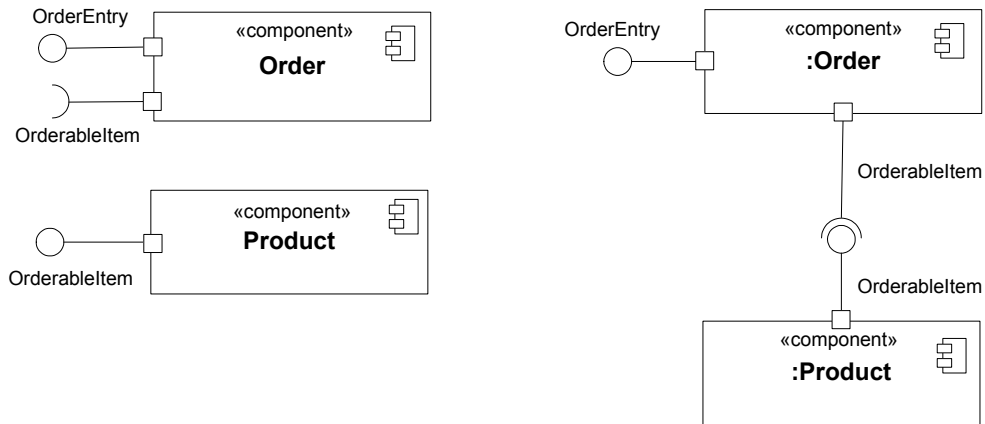 OrderEntry
«component»
Order
OrderableItem
«component»
Product
OrderableItem
OrderEntry
«component»
:Order
OrderableItem
OrderableItem
«component»
:Product